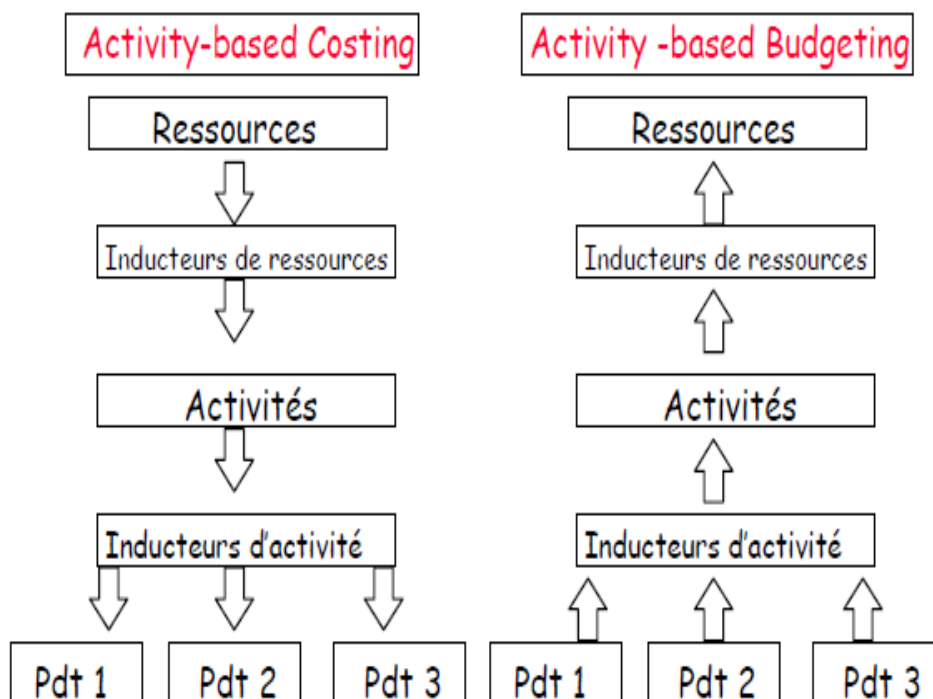 Activity-based Costing
Ressources
Inducteurs de ressources
Activités
Inducteurs d'activité
Pdt 1
Pdt 2
Pdt 3
Activity -based Budgeting
Ressources
Inducteurs de ressources
Activités
Inducteurs d'activité
Pdt 1
Pdt 2
Pdt 3